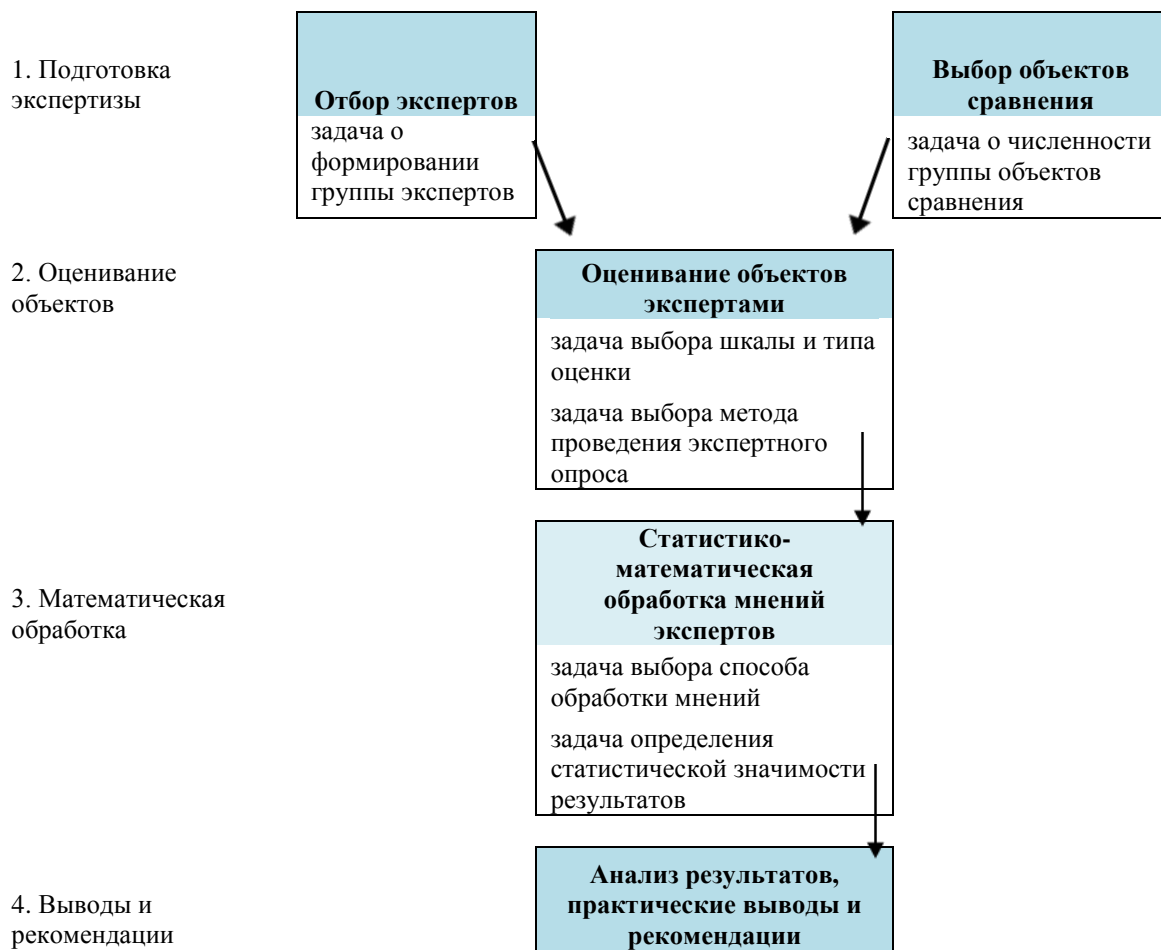 1. Подготовка
экспертизы
Отбор экспертов
задача о
формировании
группы экспертов
Выбор объектов
сравнения
задача о численности
группы объектов
сравнения
2. Оценивание
объектов
Оценивание объектов
экспертами
задача выбора шкалы и типа
оценки
задача выбора метода
проведения экспертного
опроса
3. Математическая
обработка
Статистико-
математическая
обработка мнений
экспертов
задача выбора способа
обработки мнений
задача определения
статистической значимости
результатов
4. Выводы и
рекомендации
Анализ результатов,
практические выводы и
рекомендации